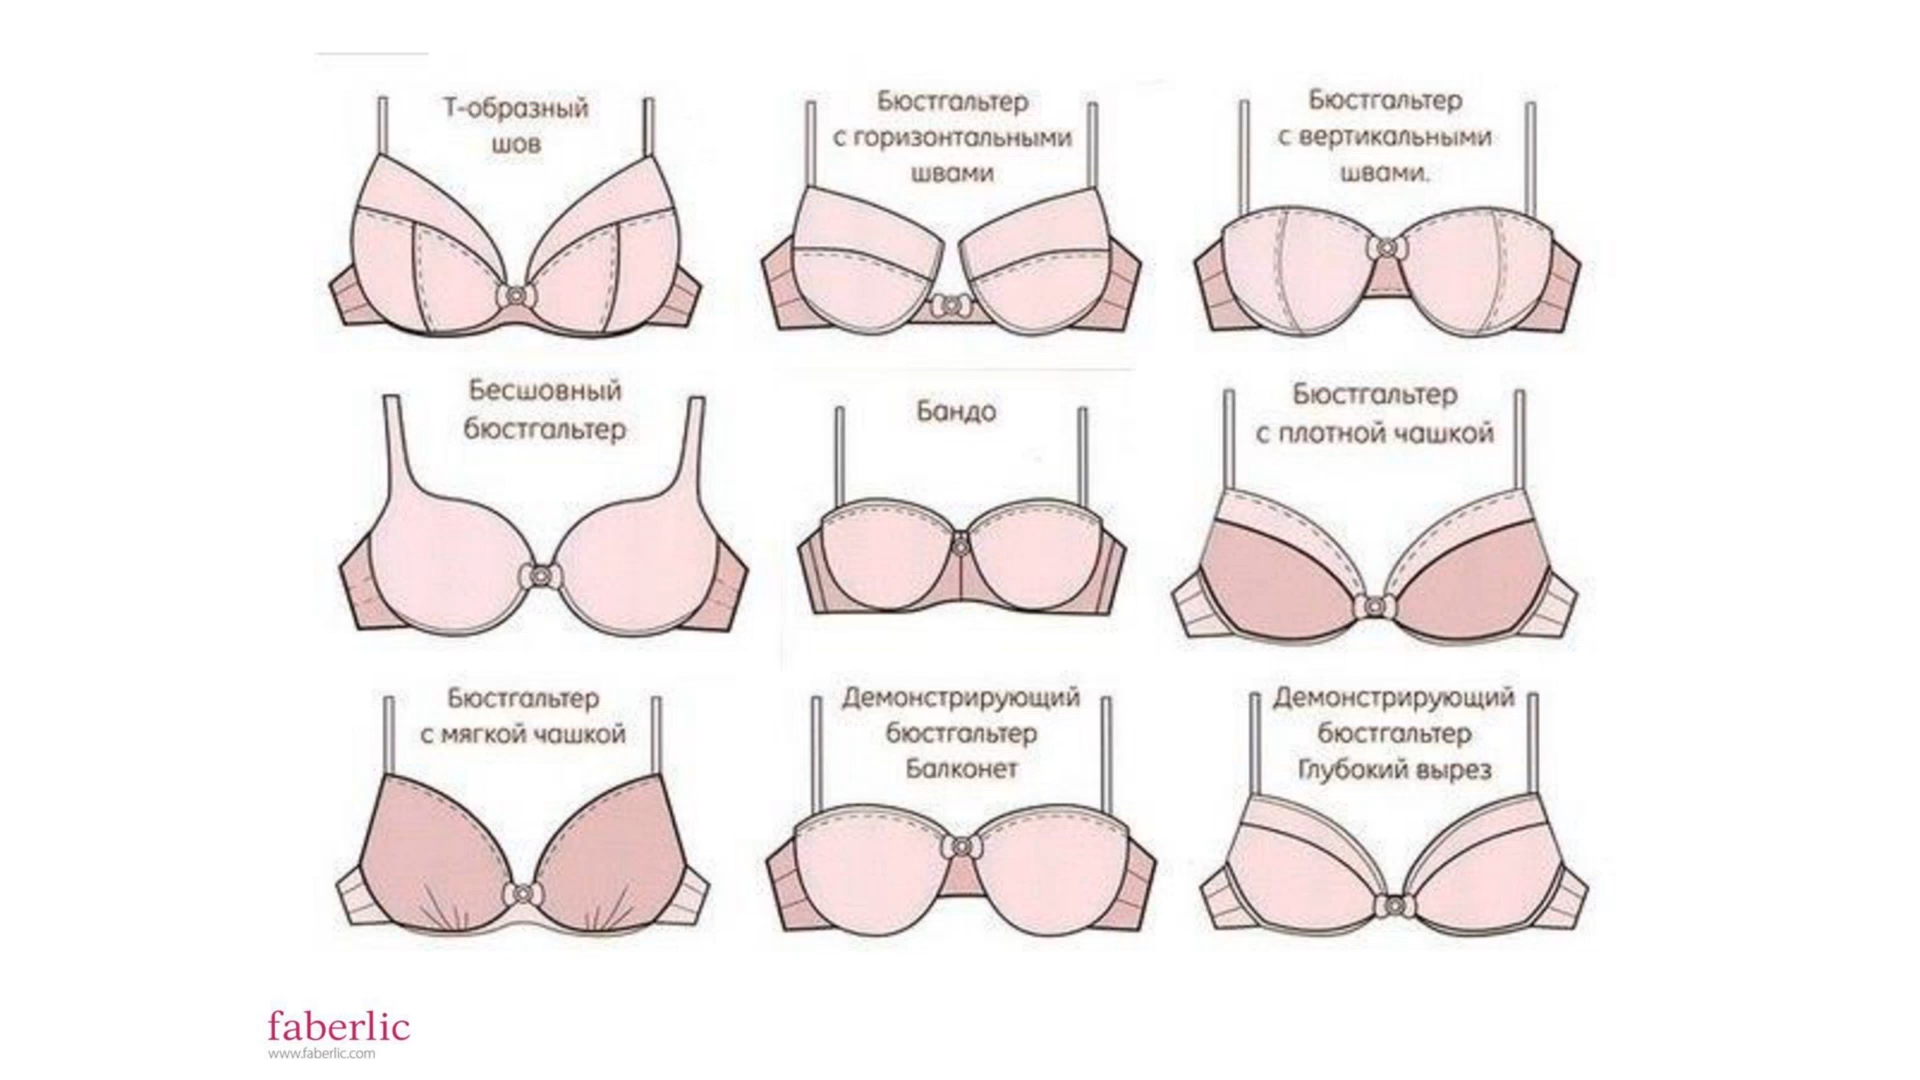 Т-образный
шов
Бюстгальтер
с горизонтальными
швами
Бюстгальтер
с вертикальными
швами.
Бесшовный
бюстгальтер
Бандо
Бюстгальтер
с плотной чашкой
Бюстгальтер
с мягкой чашкой
Демонстрирующий
бюстгальтер
Балконет
Демонстрирующий
бюстгальтер
Глубокий вырез
faberlic
www.faberlic.com